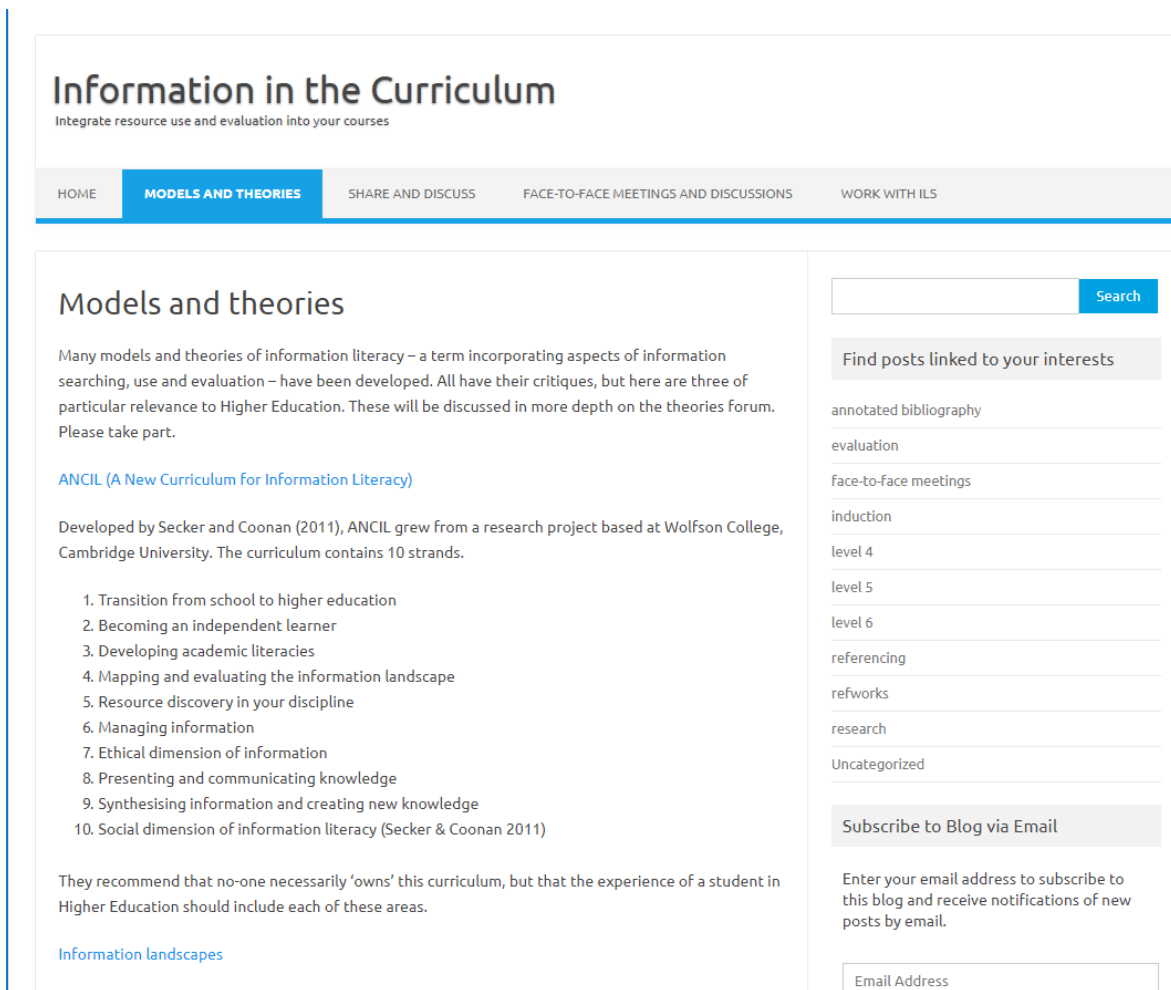 Information in the Curriculum
Integrate resource use and evaluation into your courses
HOME
MODELS AND THEORIES
SHARE AND DISCUSS
FACE-TO-FACE MEETINGS AND DISCUSSIONS
WORK WITH ILS
Models and theories
Many models and theories of information literacy – a term incorporating aspects of information
searching, use and evaluation – have been developed. All have their critiques, but here are three of
particular relevance to Higher Education. These will be discussed in more depth on the theories forum.
Please take part.
ANCIL (A New Curriculum for Information Literacy)
Developed by Secker and Coonan (2011), ANCIL grew from a research project based at Wolfson College,
Cambridge University. The curriculum contains 10 strands.
1. Transition from school to higher education
2. Becoming an independent learner
3. Developing academic literacies
4. Mapping and evaluating the information landscape
5. Resource discovery in your discipline
6. Managing information
7. Ethical dimension of information
8. Presenting and communicating knowledge
9. Synthesising information and creating new knowledge
10. Social dimension of information literacy (Secker & Coonan 2011)
They recommend that no-one necessarily ‘owns’ this curriculum, but that the experience of a student in
Higher Education should include each of these areas.
Information landscapes
Search
Find posts linked to your interests
annotated bibliography
evaluation
face-to-face meetings
induction
level 4
level 5
level 6
referencing
refworks
research
Uncategorized
Subscribe to Blog via Email
Enter your email address to subscribe to
this blog and receive notifications of new
posts by email.
Email Address